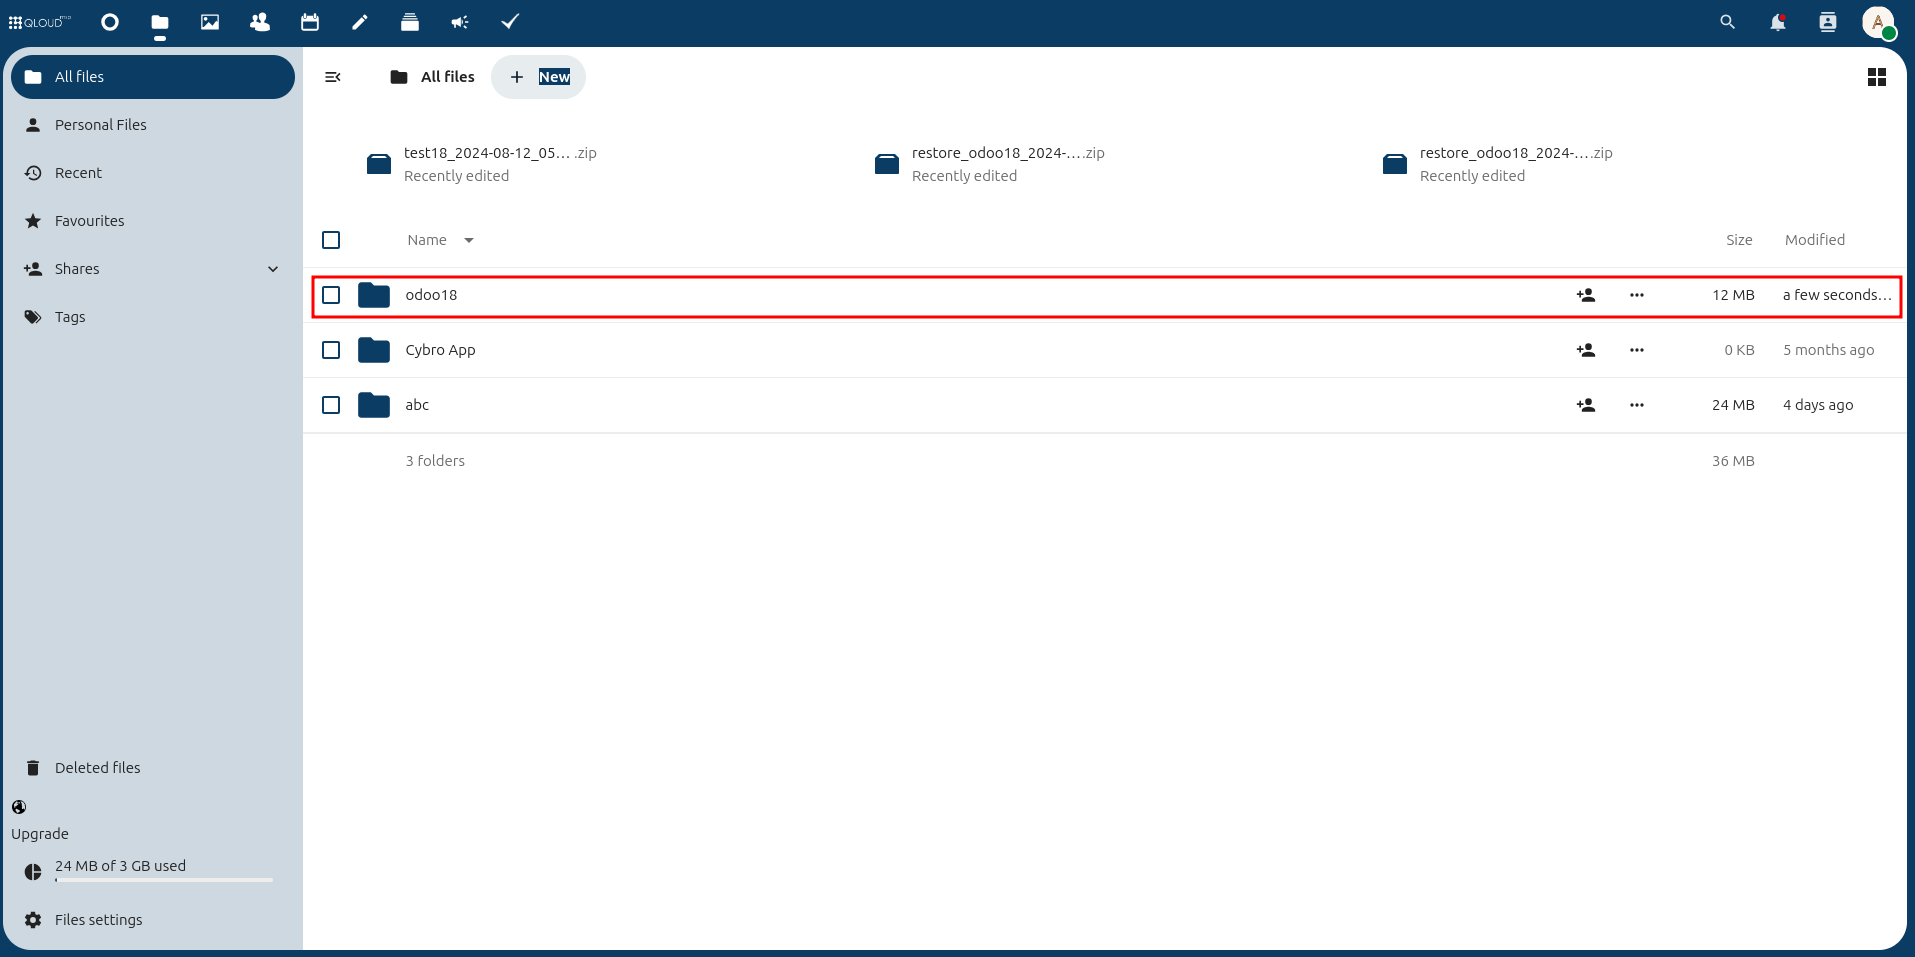 QLOUD
A
All files
Personal Files
Recent
Favourites
Shares
Tags
Deleted files
Upgrade
24 MB of 3 GB used
Files settings
All files
New
test18_2024-08-12_05… .zip
Recently edited
restore_odoo18_2024-….zip
Recently edited
restore_odoo18_2024-….zip
Recently edited
Name Size Modified
odoo18 12 MB a few seconds…
Cybro App 0 KB 5 months ago
abc 24 MB 4 days ago
3 folders 36 MB